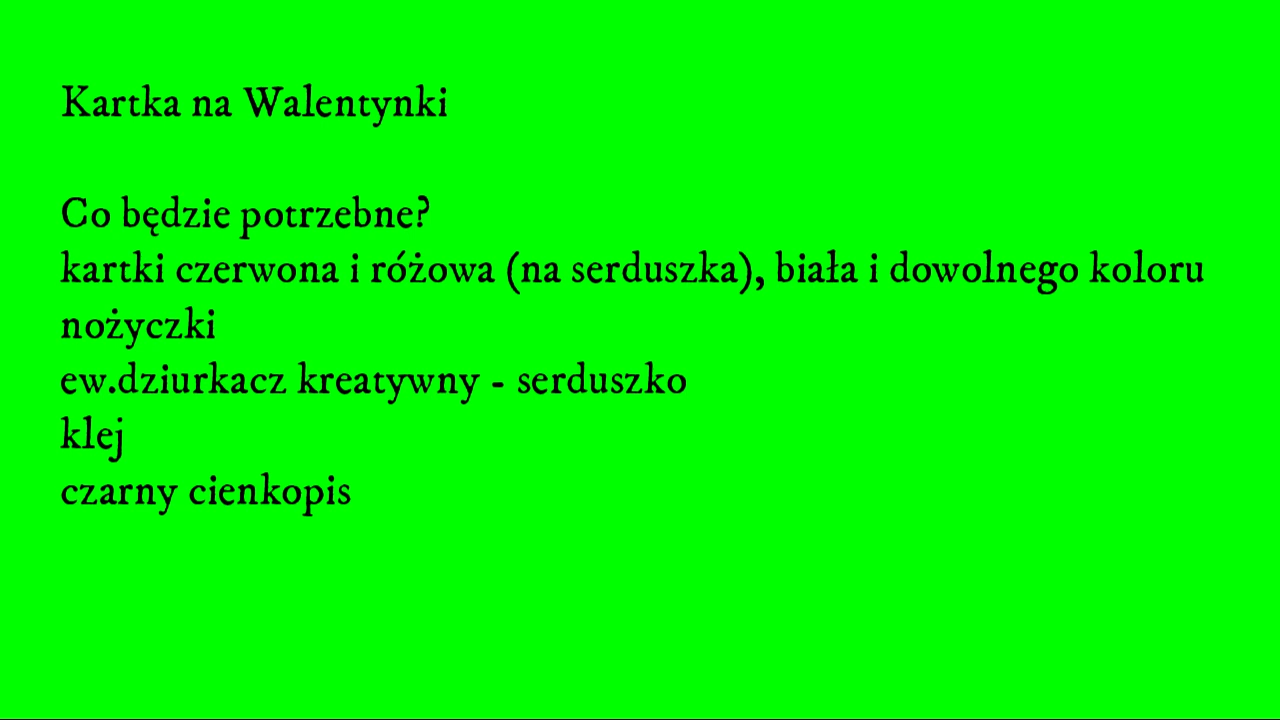 Kartka na Walentynki
Co będzie potrzebne?
kartki czerwona i różowa (na serduszka), biała i dowolnego koloru
nożyczki
ew.dziurkacz kreatywny - serduszko
klej
czarny cienkopis